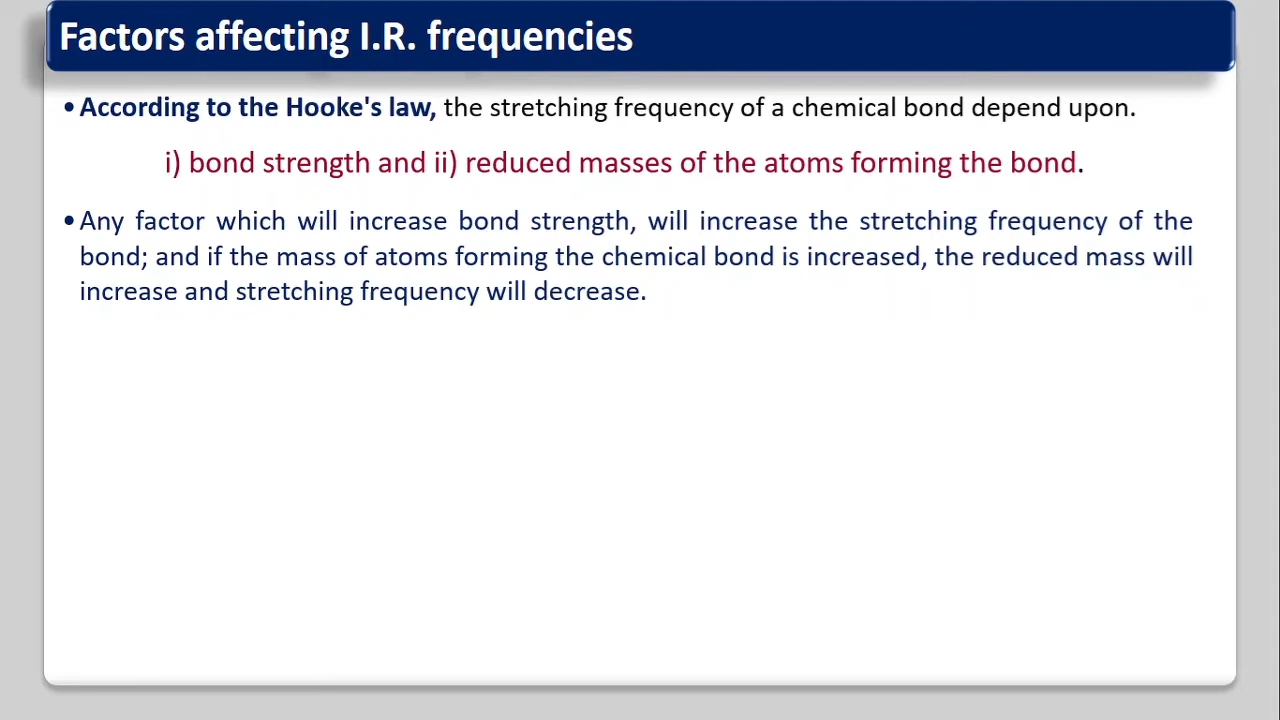 Factors affecting I.R. frequencies
•According to the Hooke's law, the stretching frequency of a chemical bond depend upon.
i) bond strength and ii) reduced masses of the atoms forming the bond.
•Any factor which will increase bond strength, will increase the stretching frequency of the
bond; and if the mass of atoms forming the chemical bond is increased, the reduced mass will
increase and stretching frequency will decrease.